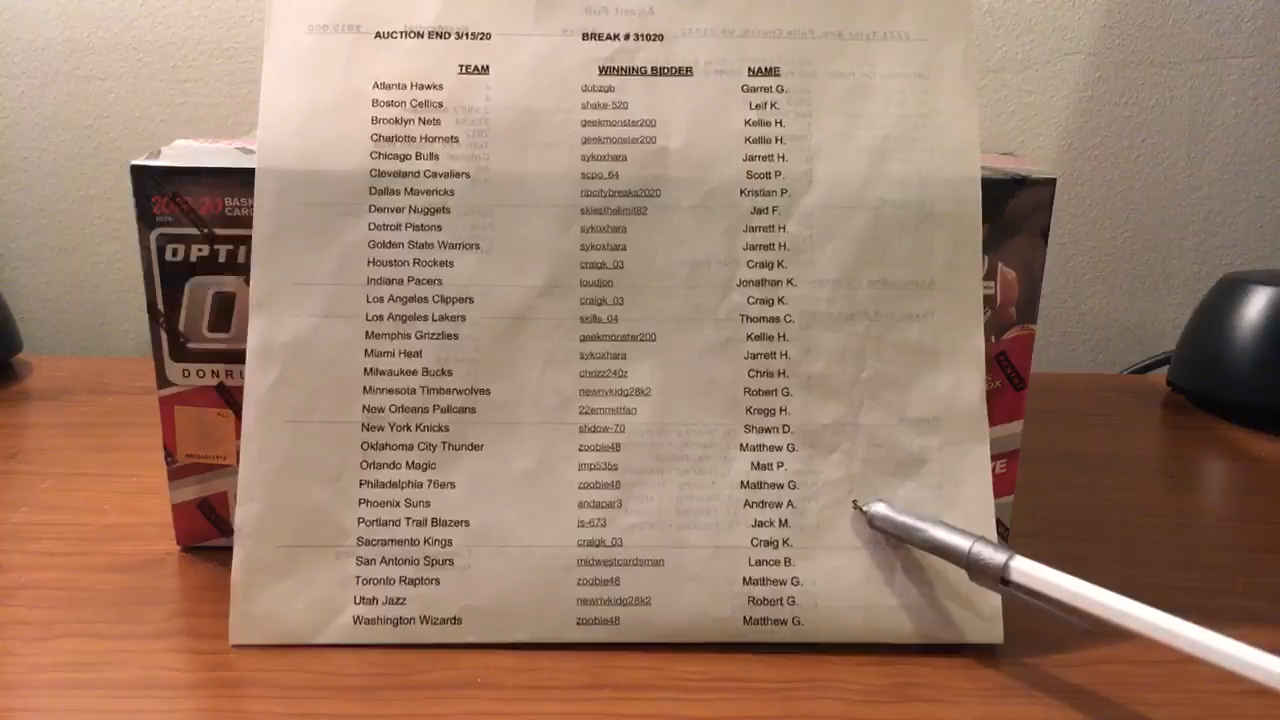 AUCTION END 3/15/20 BREAK # 31020
TEAM WINNING BIDDER NAME
Atlanta Hawks dubzgb Garret G.
Boston Celtics shake-520 Leif K.
Brooklyn Nets geekmonster200 Kellie H.
Charlotte Hornets geekmonster200 Kellie H.
Chicago Bulls sykoxhara Jarrett H.
Cleveland Cavaliers scpo_64 Scott P.
Dallas Mavericks ripcitybreaks2020 Kristian P.
Denver Nuggets skiesthelimit82 Jad F.
Detroit Pistons sykoxhara Jarrett H.
Golden State Warriors sykoxhara Jarrett H.
Houston Rockets craigk_03 Craig K.
Indiana Pacers loudjon Jonathan K.
Los Angeles Clippers craigk_03 Craig K.
Los Angeles Lakers skills_04 Thomas C.
Memphis Grizzlies geekmonster200 Kellie H.
Miami Heat sykoxhara Jarrett H.
Milwaukee Bucks chrizz240z Chris H.
Minnesota Timberwolves newrivkidg28k2 Robert G.
New Orleans Pelicans 22emmittfan Kregg H.
New York Knicks shdow-70 Shawn D.
Oklahoma City Thunder zoobie48 Matthew G.
Orlando Magic jmp535s Matt P.
Philadelphia 76ers zoobie48 Matthew G.
Phoenix Suns andapar3 Andrew A.
Portland Trail Blazers js-673 Jack M.
Sacramento Kings craigk_03 Craig K.
San Antonio Spurs midwestcardsman Lance B.
Toronto Raptors zoobie48 Matthew G.
Utah Jazz newrivkidg28k2 Robert G.
Washington Wizards zoobie48 Matthew G.
OPTI
DONRU
PANINI